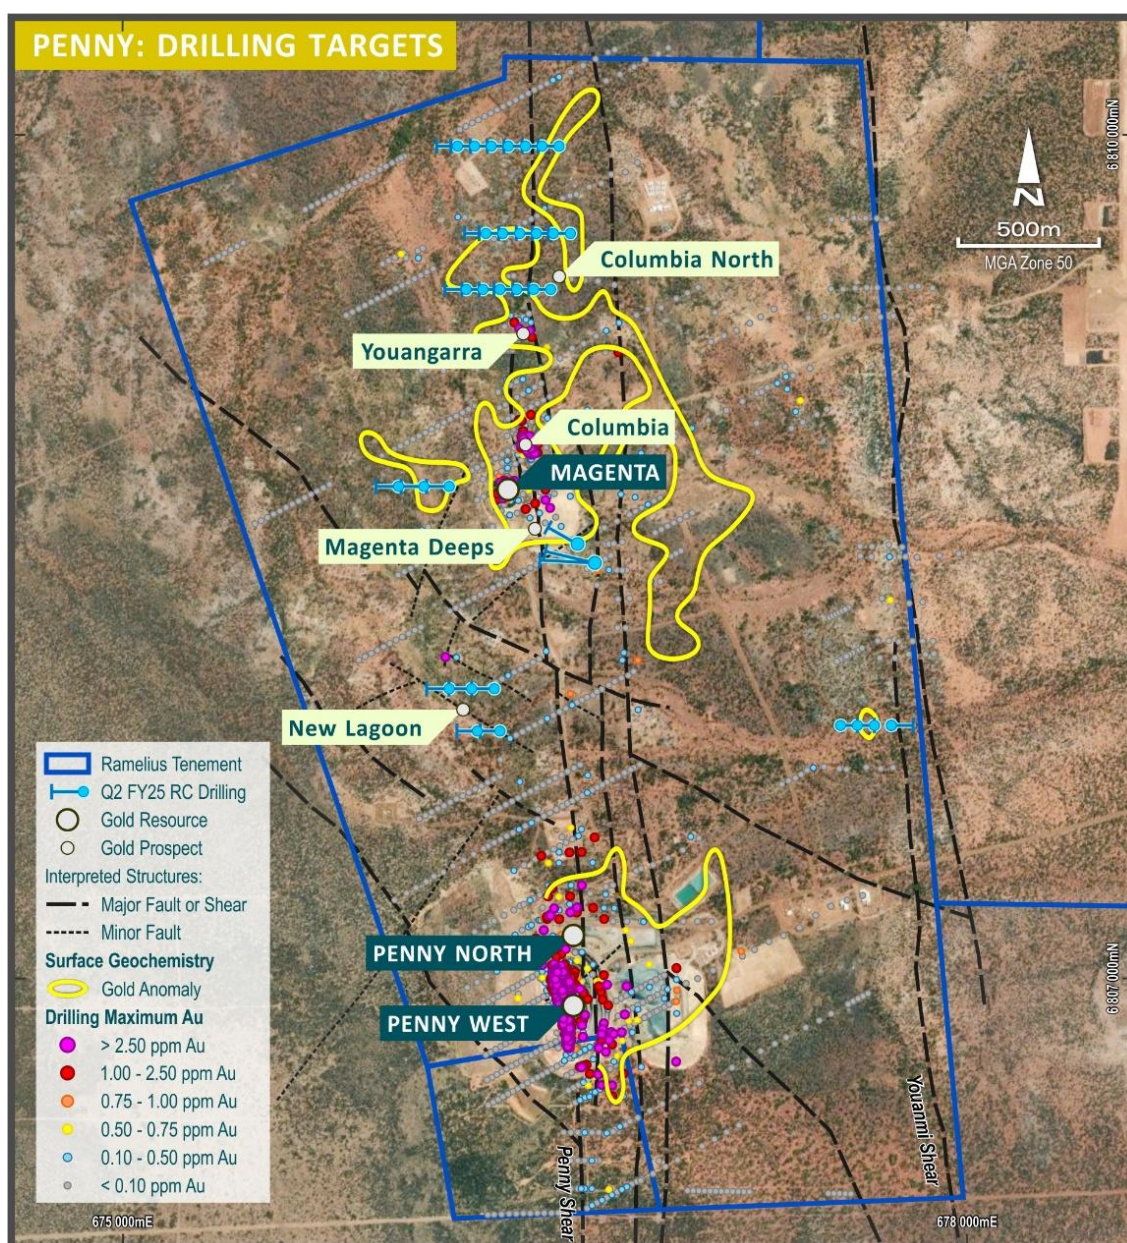 PENNY: DRILLING TARGETS
6 810 000mN
N
500m
MGA Zone 50
Columbia North
Youangarra
Columbia
MAGENTA
Magenta Deeps
New Lagoon
Ramelius Tenement
Q2 FY25 RC Drilling
Gold Resource
Gold Prospect
Interpreted Structures:
Major Fault or Shear
Minor Fault
Surface Geochemistry
Gold Anomaly
Drilling Maximum Au
> 2.50 ppm Au
1.00 - 2.50 ppm Au
0.75 - 1.00 ppm Au
0.50 - 0.75 ppm Au
0.10 - 0.50 ppm Au
< 0.10 ppm Au
PENNY NORTH
PENNY WEST
6 807 000mN
Youanmi Shear
Penny Shear
675 000mE
678 000mE